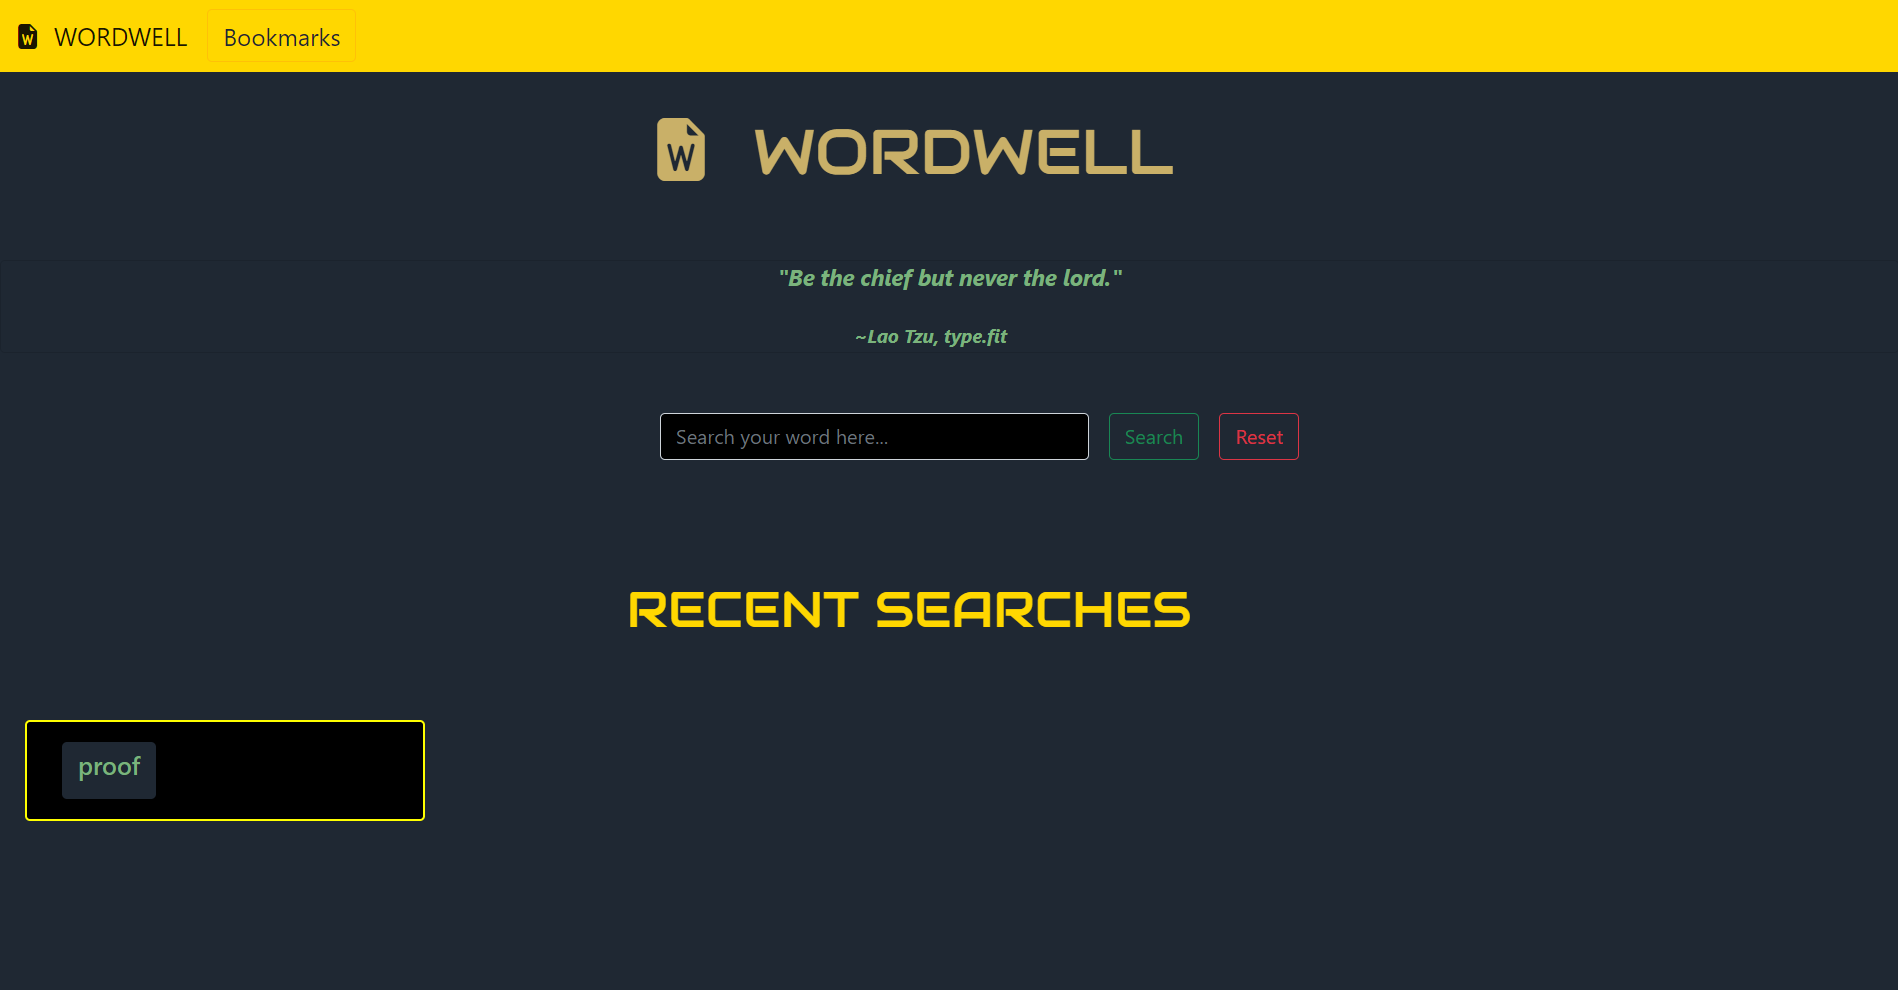 W WORDWELL Bookmarks
W WORDWELL
"Be the chief but never the lord."
~Lao Tzu, type.fit
Search your word here... Search Reset
RECENT SEARCHES
proof